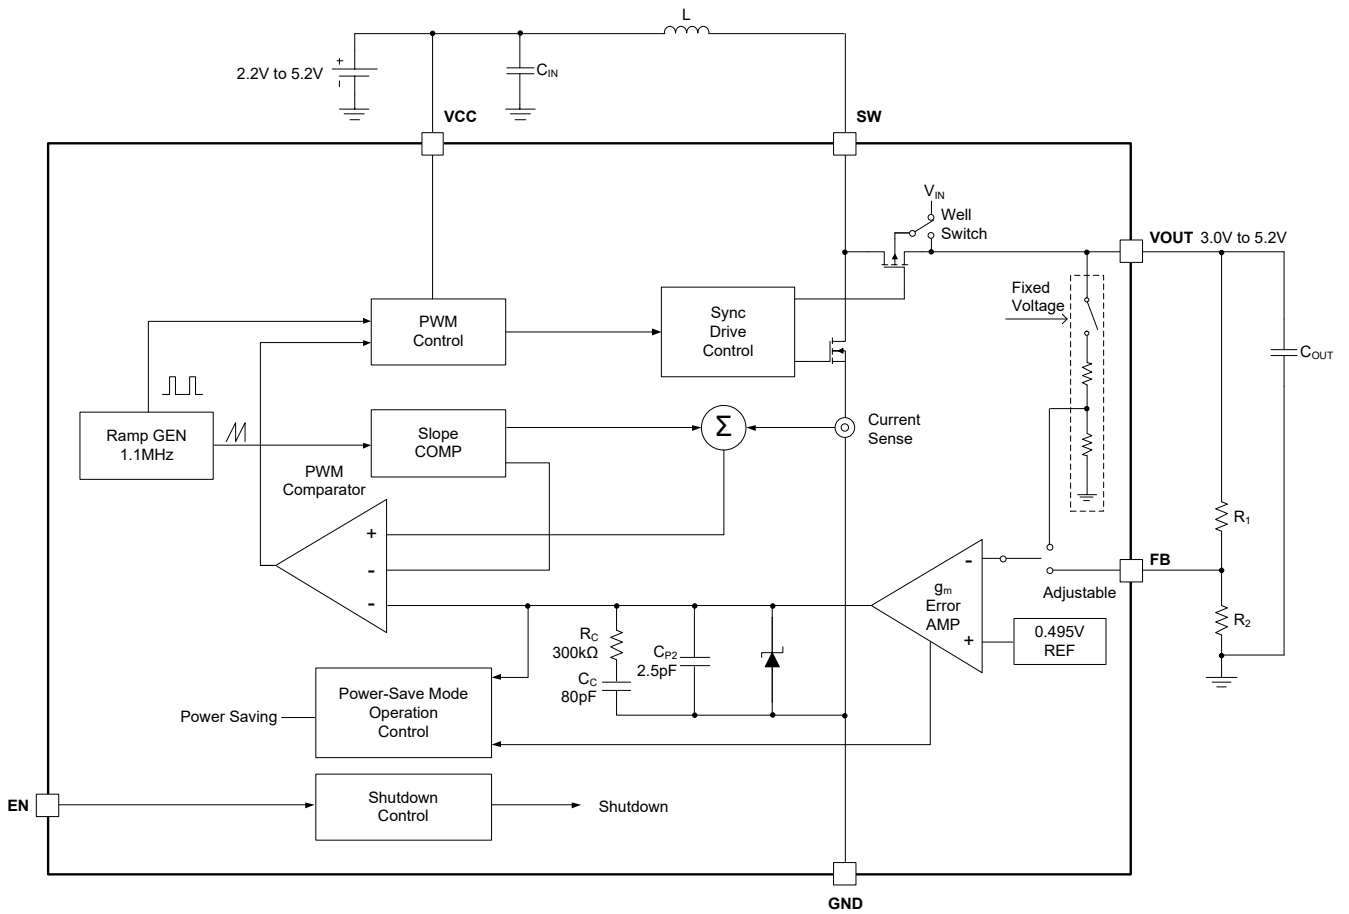 L
2.2V to 5.2V
+
-
CIN
VCC
SW
VIN
Well
Switch
VOUT 3.0V to 5.2V
Fixed
Voltage
PWM
Control
Sync
Drive
Control
COUT
Ramp GEN
1.1MHz
Slope
COMP
Σ
Current
Sense
PWM
Comparator
+
-
-
R1
-
FB
gm
Error
AMP
+
Adjustable
0.495V
REF
R2
RC
300kΩ
CC
80pF
CP2
2.5pF
Power-Save Mode
Operation
Control
Power Saving
EN
Shutdown
Control
Shutdown
GND